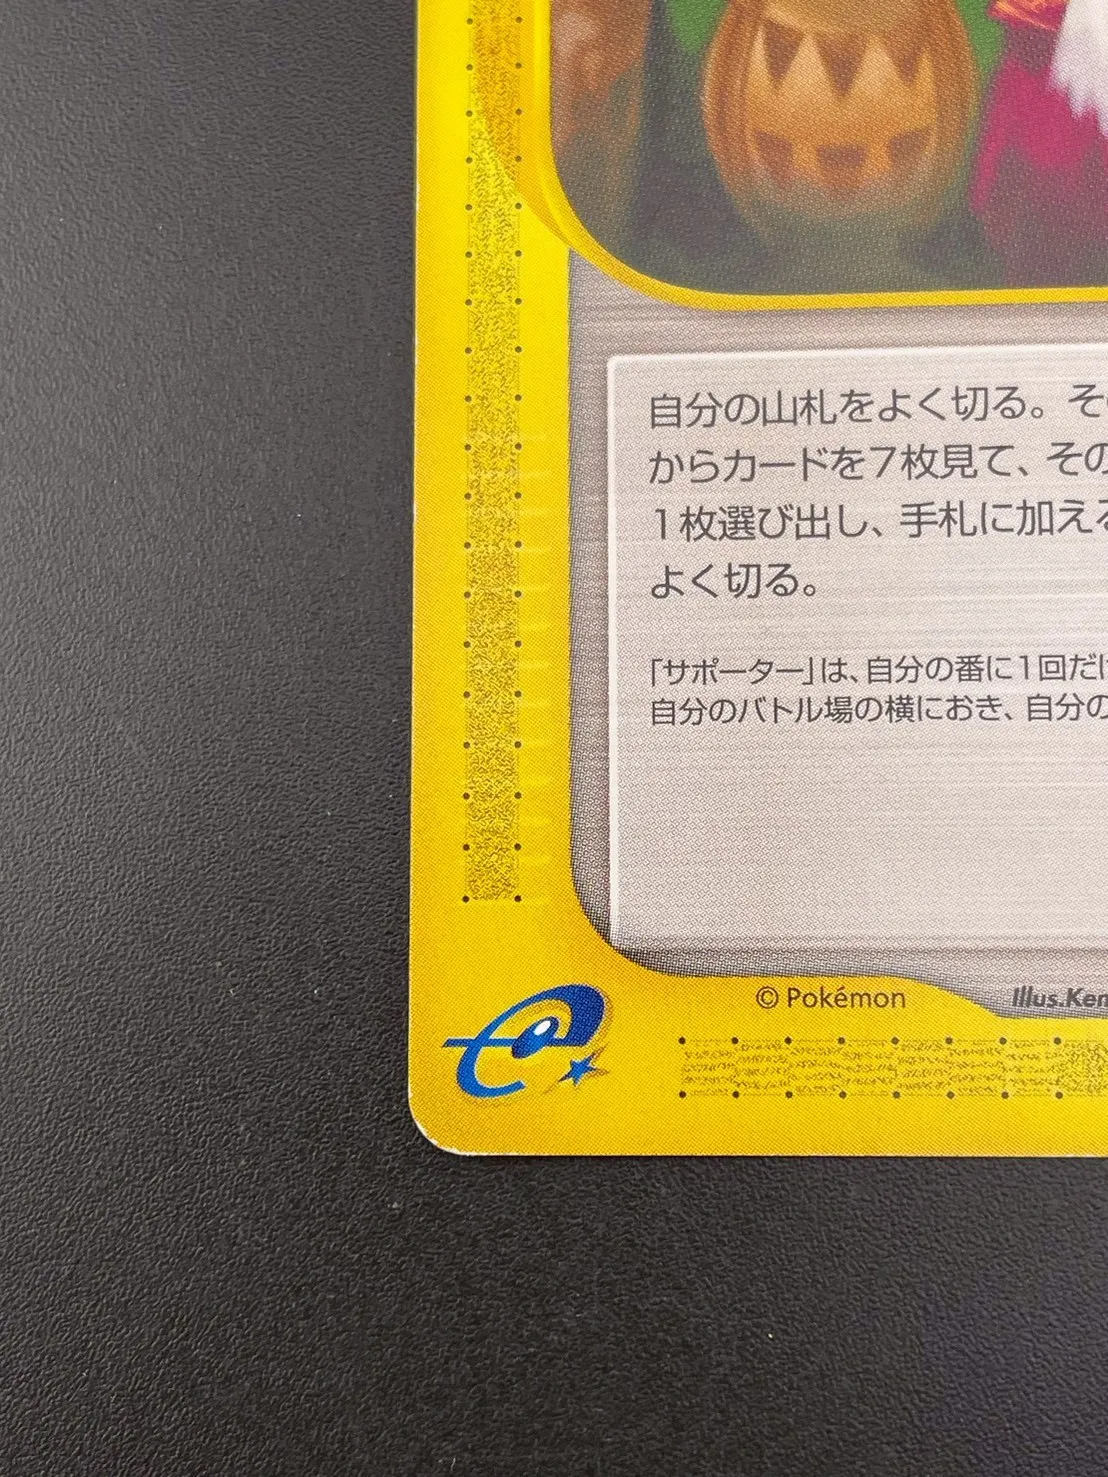 自分の山札をよく切る。
からカードを7枚見て、その
1枚選び出し、手札に加える
よく切る。
「サポーター」は、自分の番に1回だけ
自分のバトル場の横におき、自分の
© Pokémon
Illus.Ken